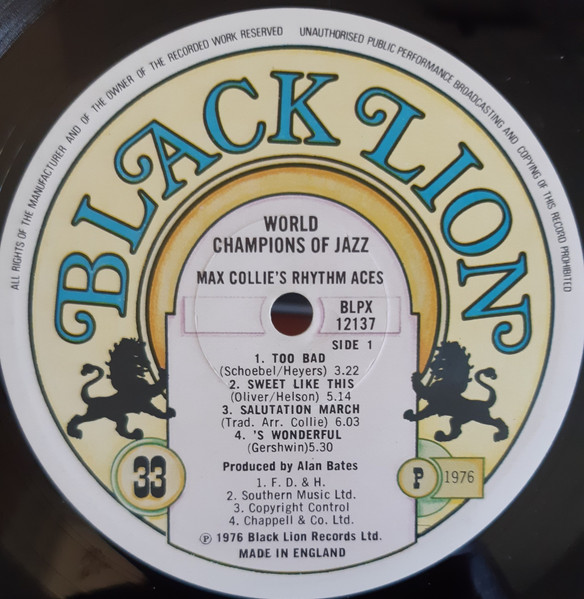 ALL RIGHTS OF THE MANUFACTURER AND OF THE OWNER OF THE RECORDED WORK RESERVED UNAUTHORISED PUBLIC PERFORMANCE BROADCASTING AND COPYING OF THIS RECORD PROHIBITED
BLACK LION
WORLD
CHAMPIONS OF JAZZ
MAX COLLIE'S RHYTHM ACES
BLPX
12137
SIDE 1
1. TOO BAD
(Schoebel/Heyers) 3.22
2. SWEET LIKE THIS
(Oliver/Helson) 5.14
3. SALUTATION MARCH
(Trad. Arr. Collie) 6.03
4. 'S WONDERFUL
(Gershwin)5.30
Produced by Alan Bates
33
P 1976
1. F. D. & H.
2. Southern Music Ltd.
3. Copyright Control
4. Chappell & Co. Ltd.
℗ 1976 Black Lion Records Ltd.
MADE IN ENGLAND